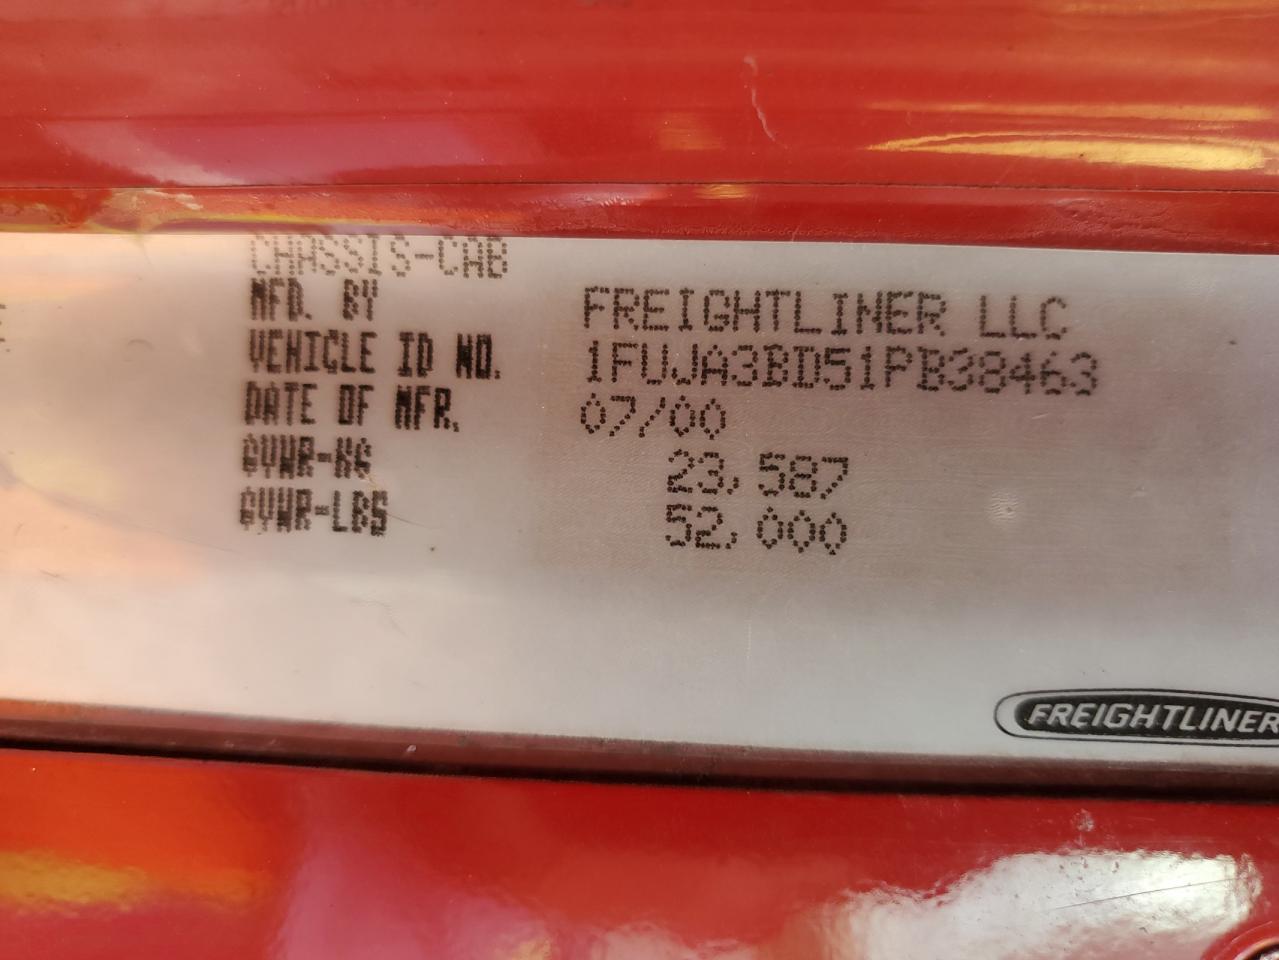 CHASSIS-CAB
MFD. BY FREIGHTLINER LLC
VEHICLE ID NO. 1FUJA3BD51PB38463
DATE OF MFR. 07/00
GVWR-KG 23,587
GVWR-LBS 52,000
FREIGHTLINER